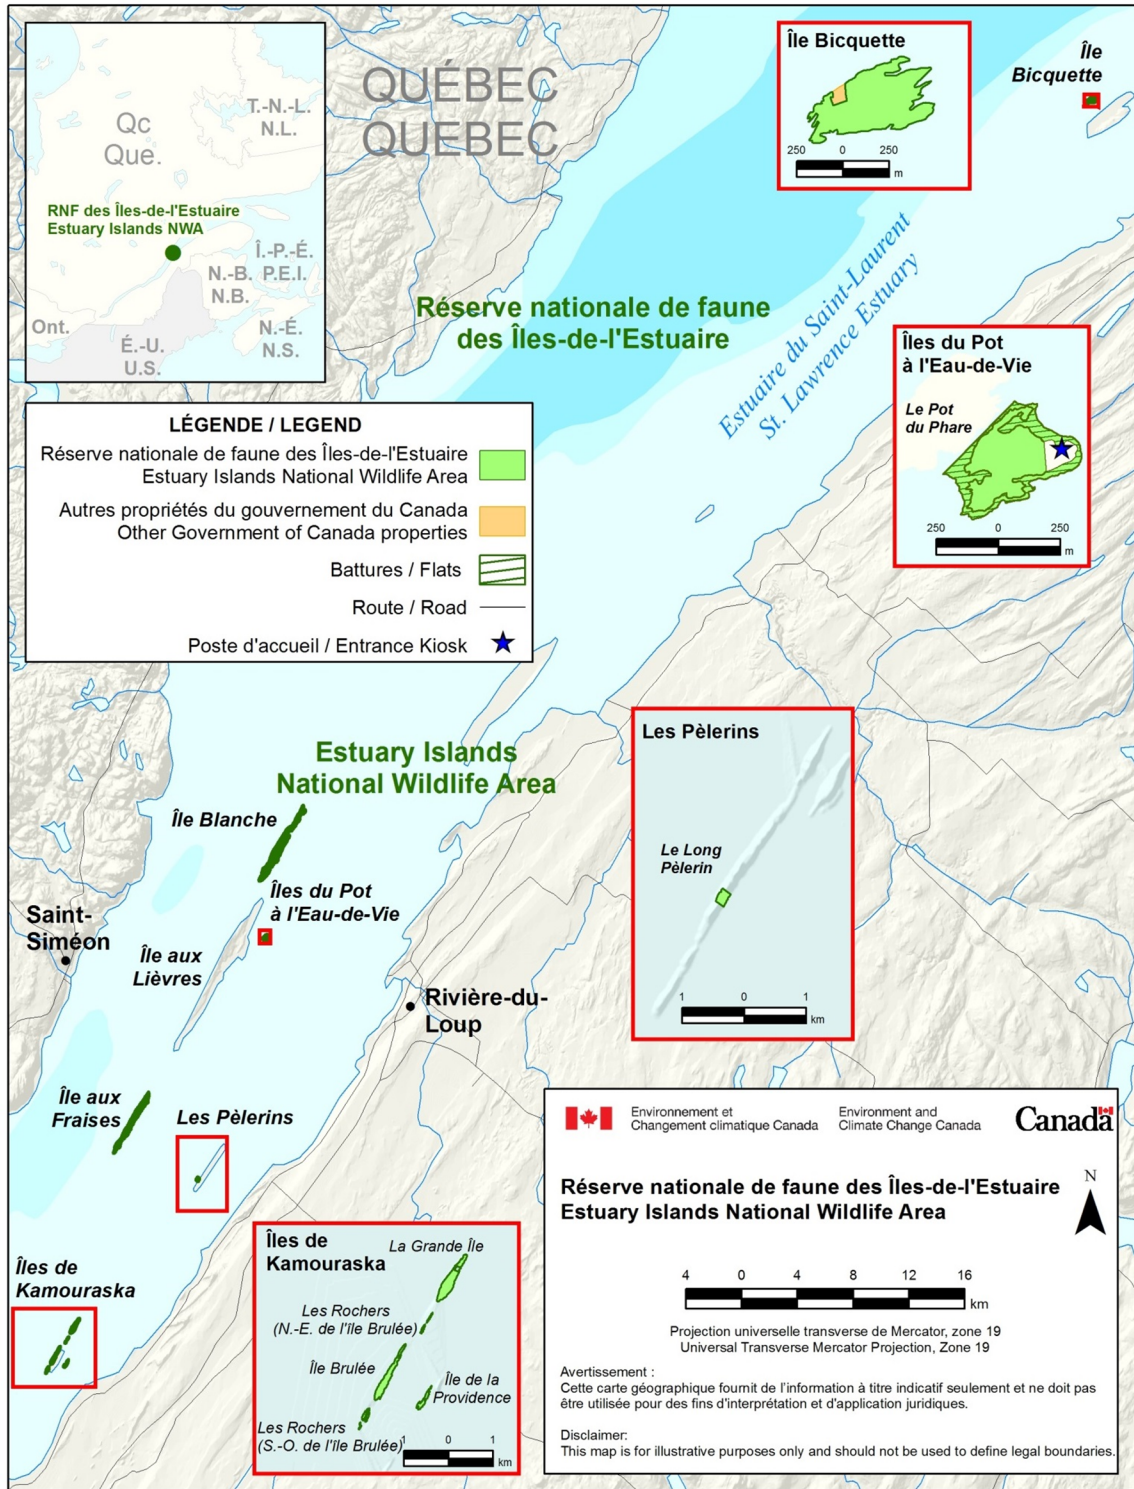 QUÉBEC
QUEBEC
T.-N.-L.
N.L.
Qc
Que.
RNF des Îles-de-l'Estuaire
Estuary Islands NWA
Î.-P.-É.
P.E.I.
N.-B.
N.B.
Ont.
É.-U.
U.S.
N.-É.
N.S.
Île Bicquette
250 0 250
m
Île
Bicquette
Réserve nationale de faune
des Îles-de-l'Estuaire
Estuaire du Saint-Laurent
St. Lawrence Estuary
Îles du Pot
à l'Eau-de-Vie
Le Pot
du Phare
250 0 250
m
LÉGENDE / LEGEND
Réserve nationale de faune des Îles-de-l'Estuaire
Estuary Islands National Wildlife Area
Autres propriétés du gouvernement du Canada
Other Government of Canada properties
Battures / Flats
Route / Road
Poste d'accueil / Entrance Kiosk
Estuary Islands
National Wildlife Area
Île Blanche
Îles du Pot
à l'Eau-de-Vie
Saint-
Siméon
Île aux
Lièvres
Rivière-du-
Loup
Les Pèlerins
Le Long
Pèlerin
1 0 1
km
Île aux
Fraises
Les Pèlerins
Îles de
Kamouraska
Îles de
Kamouraska
La Grande Île
Les Rochers
(N.-E. de l'île Brulée)
Île Brulée
Île de la
Providence
Les Rochers
(S.-O. de l'île Brulée)
1 0 1
km
Environnement et
Changement climatique Canada
Environment and
Climate Change Canada
Canada
Réserve nationale de faune des Îles-de-l'Estuaire
Estuary Islands National Wildlife Area
N
4 0 4 8 12 16
km
Projection universelle transverse de Mercator, zone 19
Universal Transverse Mercator Projection, Zone 19
Avertissement :
Cette carte géographique fournit de l'information à titre indicatif seulement et ne doit pas
être utilisée pour des fins d'interprétation et d'application juridiques.
Disclaimer:
This map is for illustrative purposes only and should not be used to define legal boundaries.